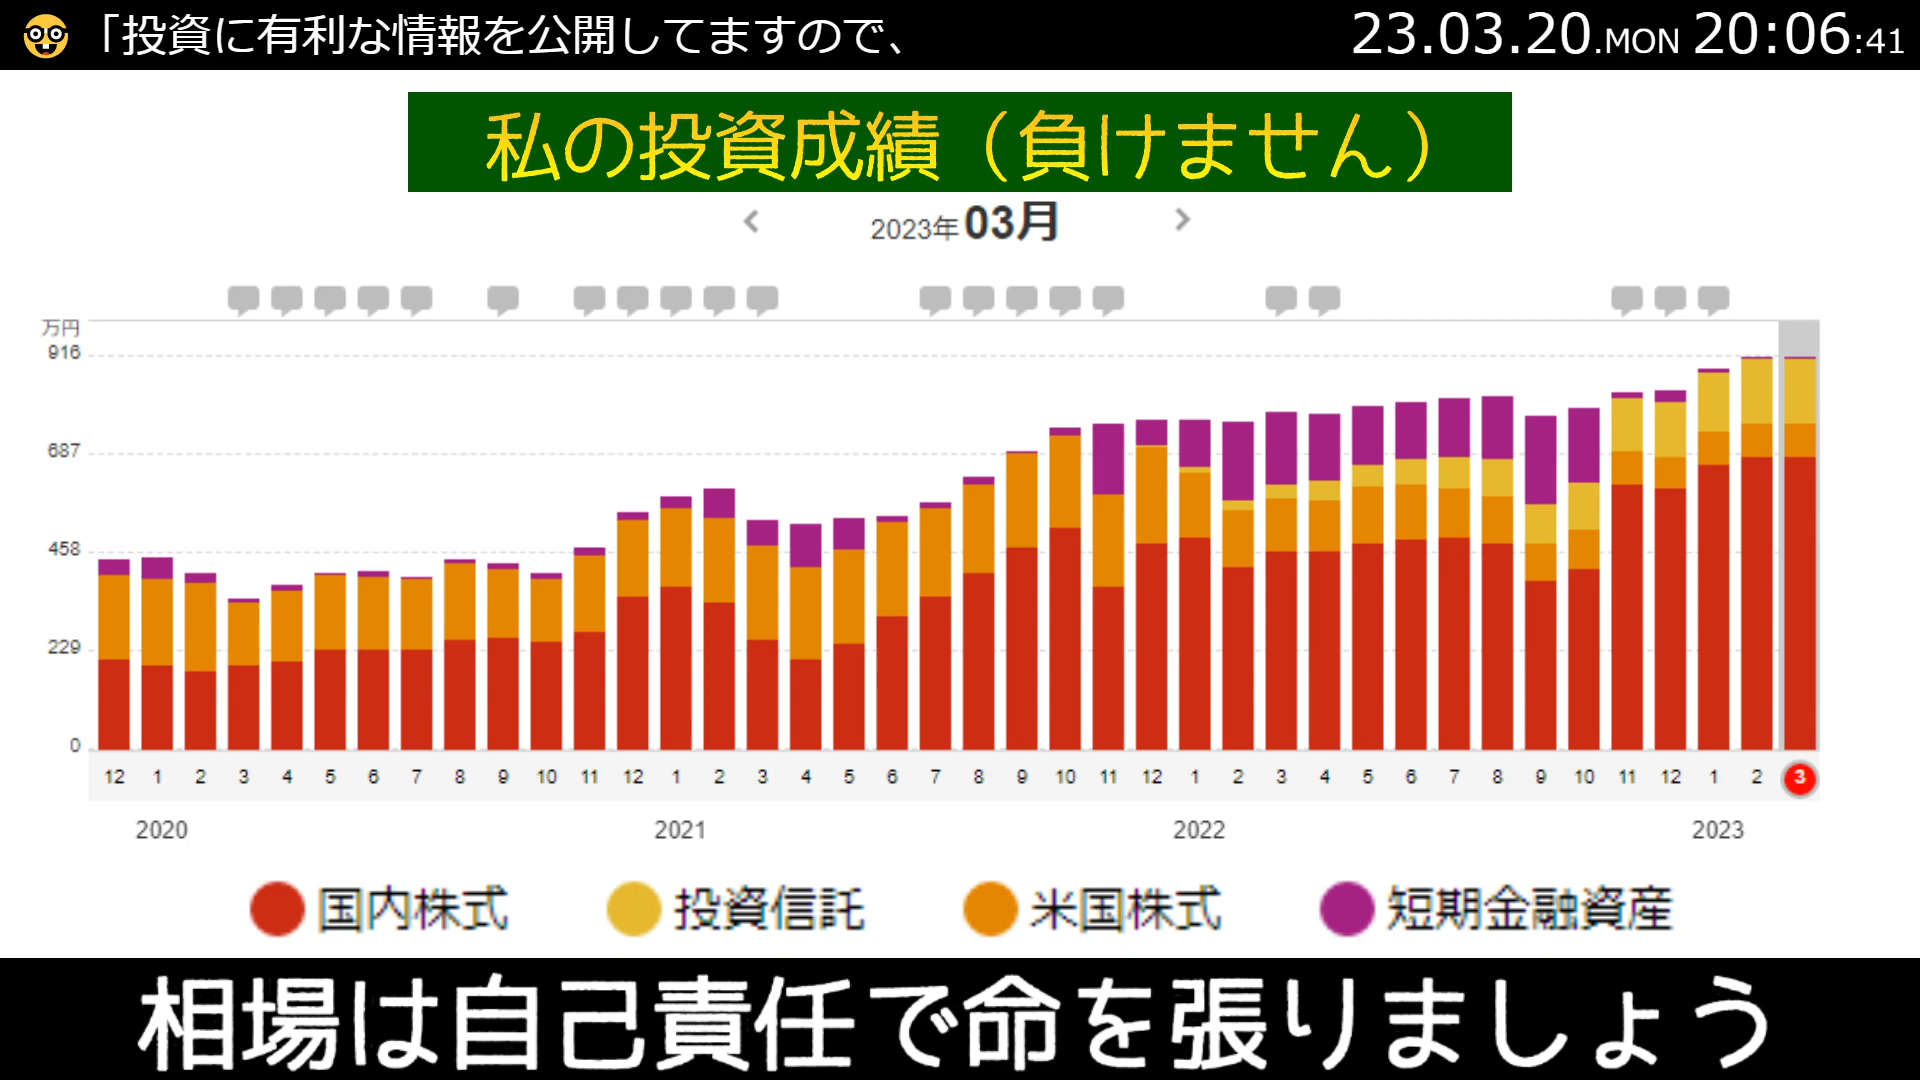 「投資に有利な情報を公開してますので、
23.03.20.MON 20:06:41
私の投資成績（負けません）
2023年03月
万円
916
687
458
229
0
12 1 2 3 4 5 6 7 8 9 10 11 12 1 2 3 4 5 6 7 8 9 10 11 12 1 2 3 4 5 6 7 8 9 10 11 12 1 2 3
2020 2021 2022 2023
国内株式 投資信託 米国株式 短期金融資産
相場は自己責任で命を張りましょう